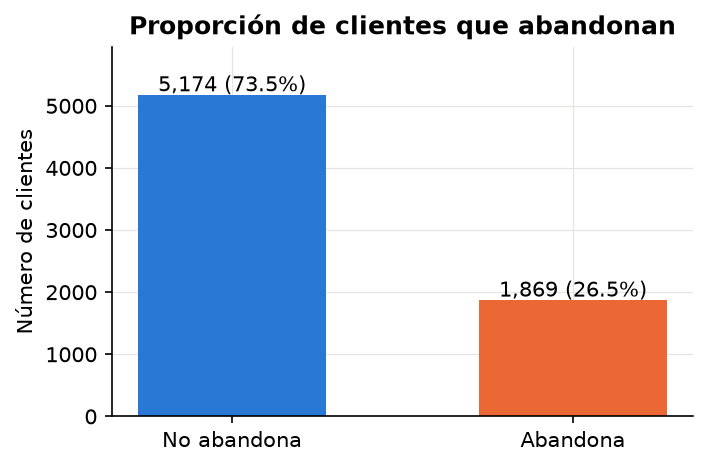 Proporción de clientes que abandonan
5,174 (73.5%)
1,869 (26.5%)
Número de clientes
5000
4000
3000
2000
1000
0
No abandona
Abandona